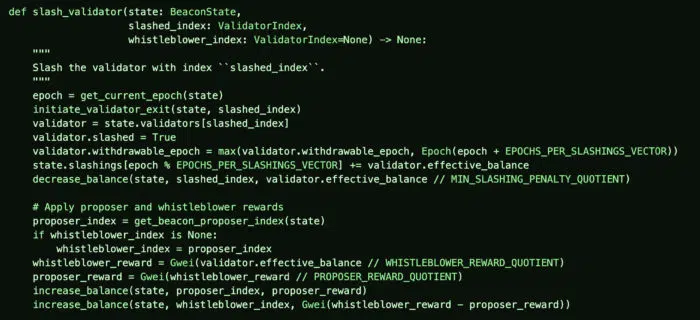 def slash_validator(state: BeaconState,
                    slashed_index: ValidatorIndex,
                    whistleblower_index: ValidatorIndex=None) -> None:
    """
    Slash the validator with index ``slashed_index``.
    """
    epoch = get_current_epoch(state)
    initiate_validator_exit(state, slashed_index)
    validator = state.validators[slashed_index]
    validator.slashed = True
    validator.withdrawable_epoch = max(validator.withdrawable_epoch, Epoch(epoch + EPOCHS_PER_SLASHINGS_VECTOR))
    state.slashings[epoch % EPOCHS_PER_SLASHINGS_VECTOR] += validator.effective_balance
    decrease_balance(state, slashed_index, validator.effective_balance // MIN_SLASHING_PENALTY_QUOTIENT)

    # Apply proposer and whistleblower rewards
    proposer_index = get_beacon_proposer_index(state)
    if whistleblower_index is None:
        whistleblower_index = proposer_index
    whistleblower_reward = Gwei(validator.effective_balance // WHISTLEBLOWER_REWARD_QUOTIENT)
    proposer_reward = Gwei(whistleblower_reward // PROPOSER_REWARD_QUOTIENT)
    increase_balance(state, proposer_index, proposer_reward)
    increase_balance(state, whistleblower_index, Gwei(whistleblower_reward - proposer_reward))